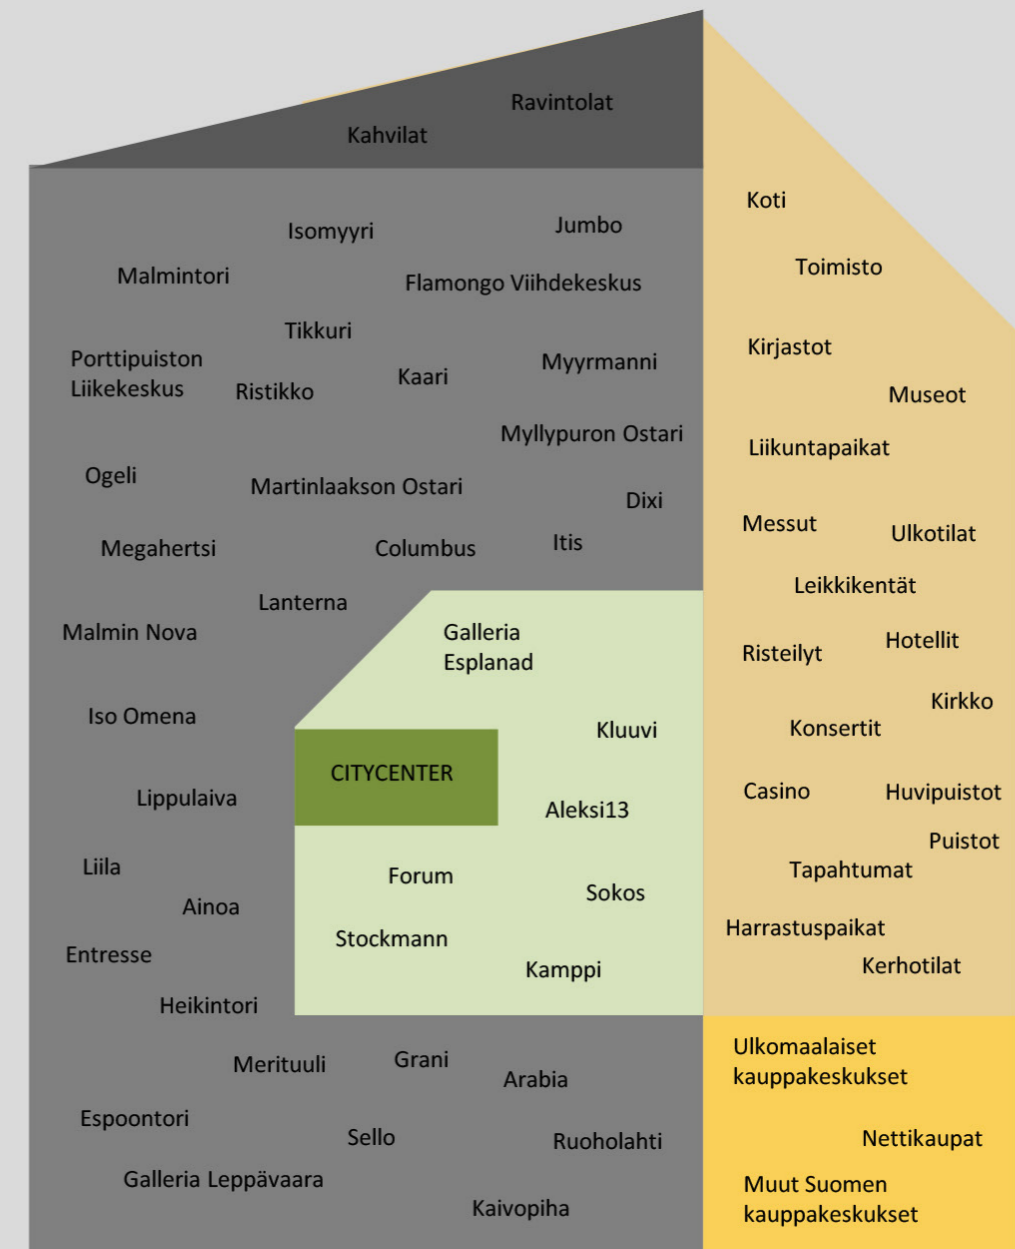 Ravintolat
Kahvilat
Isomyyri
Jumbo
Malmintori
Flamongo Viihdekeskus
Tikkuri
Porttipuiston
Liikekeskus
Ristikko
Kaari
Myyrmanni
Myllypuron Ostari
Ogeli
Martinlaakson Ostari
Dixi
Megahertsi
Columbus
Itis
Lanterna
Malmin Nova
Iso Omena
Lippulaiva
Liila
Ainoa
Entresse
Heikintori
Galleria
Esplanad
Kluuvi
CITYCENTER
Aleksi13
Forum
Sokos
Stockmann
Kamppi
Merituuli
Grani
Arabia
Espoontori
Sello
Ruoholahti
Galleria Leppävaara
Kaivopiha
Koti
Toimisto
Kirjastot
Museot
Liikuntapaikat
Messut
Ulkotilat
Leikkikentät
Risteilyt
Hotellit
Kirkko
Konsertit
Casino
Huvipuistot
Puistot
Tapahtumat
Harrastuspaikat
Kerhotilat
Ulkomaalaiset
kauppakeskukset
Nettikaupat
Muut Suomen
kauppakeskukset